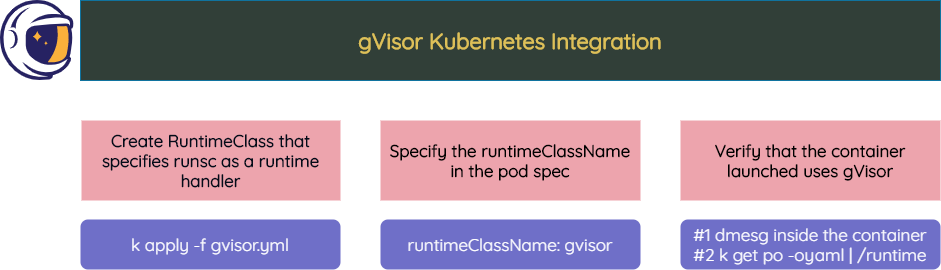 gVisor Kubernetes Integration
Create RuntimeClass that
specifies runsc as a runtime
handler
Specify the runtimeClassName
in the pod spec
Verify that the container
launched uses gVisor
k apply -f gvisor.yml
runtimeClassName: gvisor
#1 dmesg inside the container
#2 k get po -oyaml | /runtime